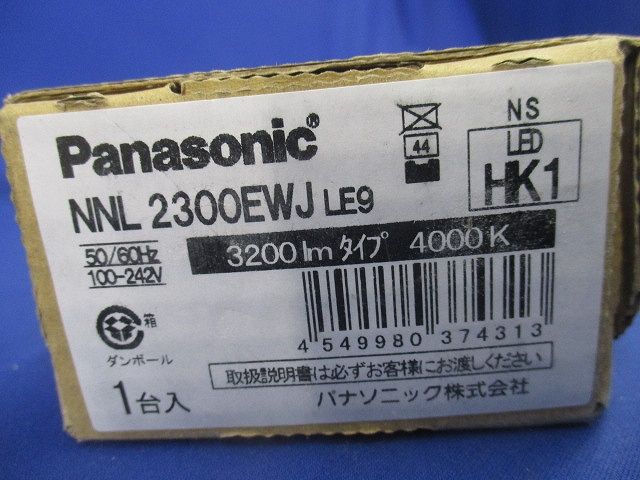 Panasonic®
NNL 2300EWJ LE9
44
NS
LED
HK1
50/60Hz
100-242V
3200 lm タイプ 4000K
4 549980 374313
箱
ダンボール
取扱説明書は必ずお客様にお渡しください
1台入
パナソニック株式会社